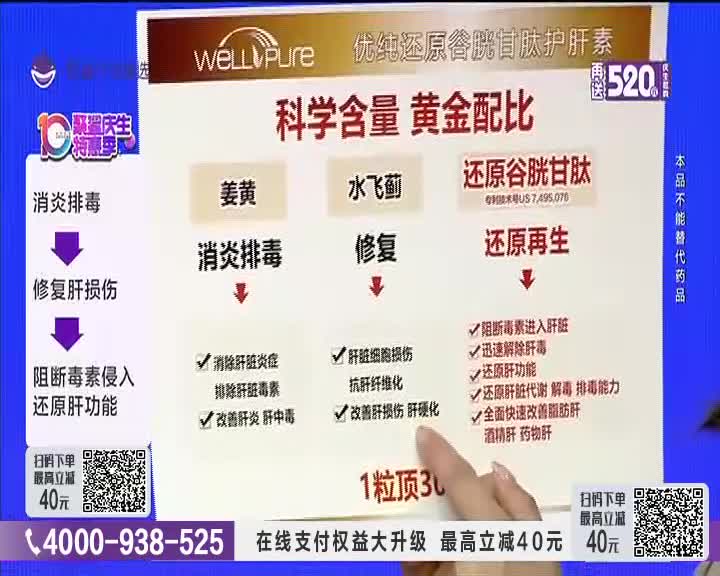 WELLPURE 优纯还原谷胱甘肽护肝素
再送520元
10
聚鲨庆生
特惠季
科学含量 黄金配比
姜黄
消炎排毒
消除肝脏炎症
排除肝脏毒素
改善肝炎 肝中毒
水飞蓟
修复
肝脏细胞损伤
抗肝纤维化
改善肝损伤 肝硬化
还原谷胱甘肽
专利技术号US 7,495,076
还原再生
阻断毒素进入肝脏
迅速解除肝毒
还原肝功能
还原肝脏代谢 解毒 排毒能力
全面快速改善脂肪肝
酒精肝 药物肝
1粒顶30
消炎排毒
修复肝损伤
阻断毒素侵入
还原肝功能
本品不能替代药品
扫码下单
最高立减
40元
扫码下单
最高立减
40元
4000-938-525
在线支付权益大升级 最高立减40元